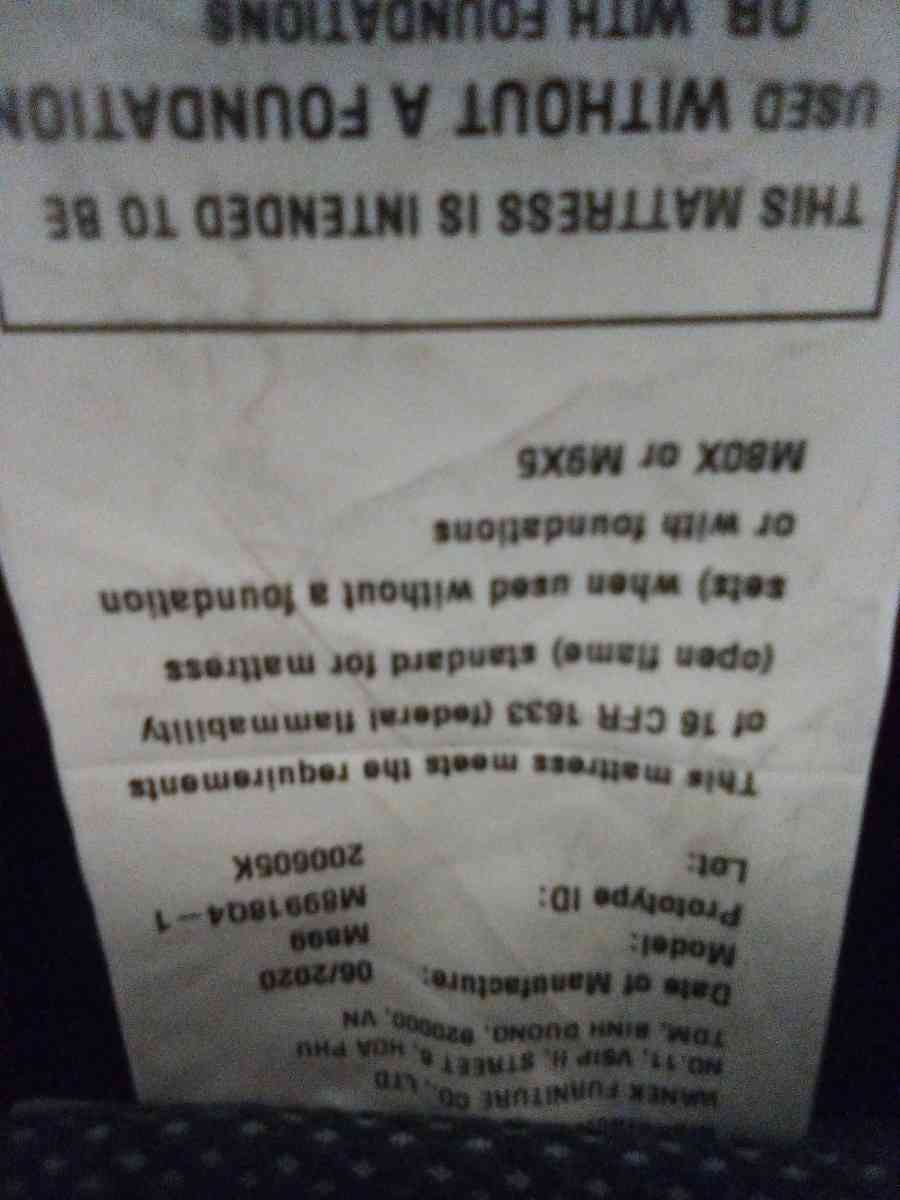 WANEK FURNITURE CO., LTD
NO.11, VSIP II, STREET 8, HOA PHU
TDM, BINH DUONG, 820000, VN
Date of Manufacture: 06/2020
Model: M899
Prototype ID: M89918Q4-1
Lot: 200605K
This mattress meets the requirements
of 16 CFR 1633 (federal flammability
(open flame) standard for mattress
sets) when used without a foundation
or with foundations
M80X or M9X5
THIS MATTRESS IS INTENDED TO BE
USED WITHOUT A FOUNDATION
OR WITH FOUNDATIONS